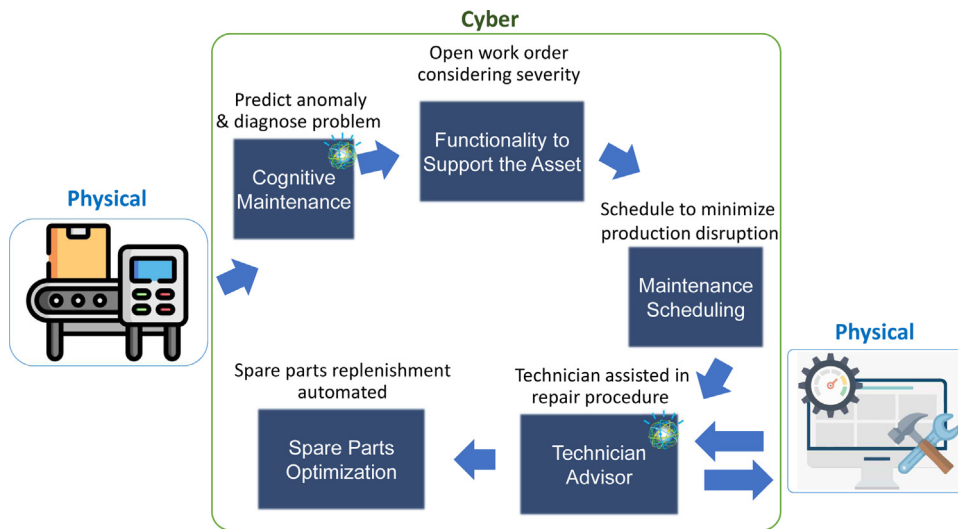 Cyber
Open work order
considering severity
Predict anomaly
& diagnose problem
Functionality to
Support the Asset
Cognitive
Maintenance
Physical
Schedule to minimize
production disruption
Maintenance
Scheduling
Physical
Spare parts replenishment
automated
Technician assisted in
repair procedure
Spare Parts
Optimization
Technician
Advisor